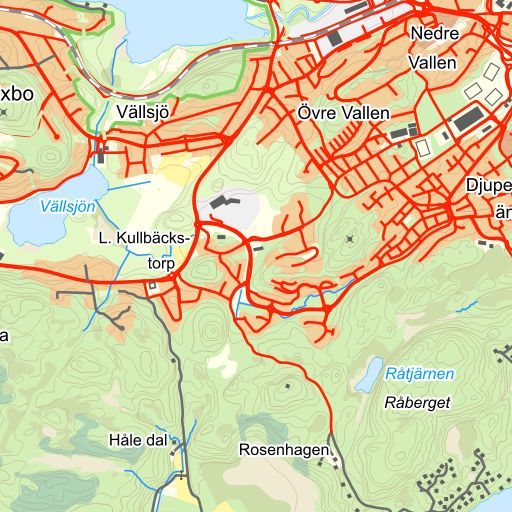 Nedre
Vallen
xbo
Vällsjö
Övre Vallen
Djupe
än
Vällsjön
L. Kullbäcks-
torp
a
Råtjärnen
Råberget
Håle dal
Rosenhagen